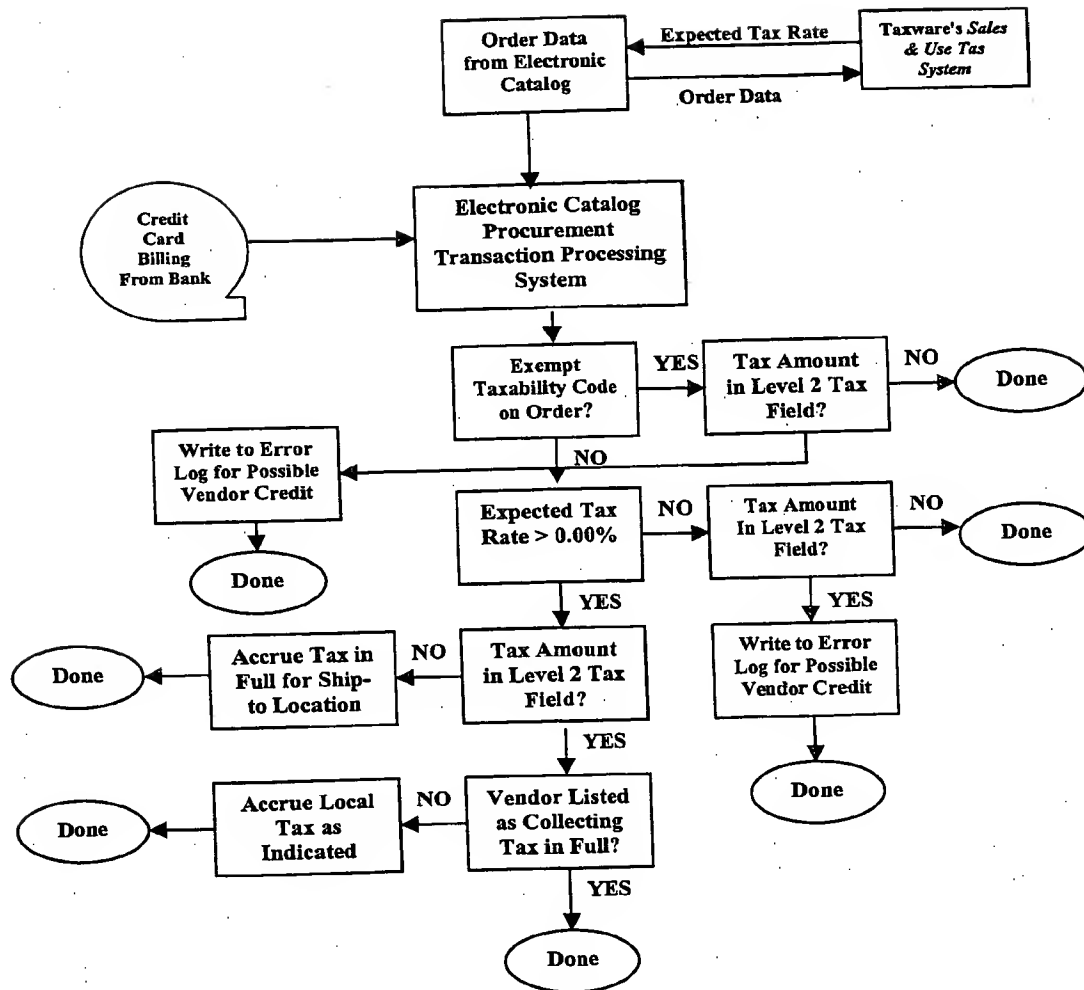 Order Data
from Electronic
Catalog
Expected Tax Rate
Order Data
Taxware's Sales
& Use Tas
System
Credit
Card
Billing
From Bank
Electronic Catalog
Procurement
Transaction Processing
System
Exempt
Taxability Code
on Order?
YES
Tax Amount
in Level 2 Tax
Field?
NO
Done
Write to Error
Log for Possible
Vendor Credit
Done
NO
Expected Tax
Rate > 0.00%
NO
Tax Amount
In Level 2 Tax
Field?
NO
Done
YES
Write to Error
Log for Possible
Vendor Credit
Done
YES
Tax Amount
in Level 2 Tax
Field?
NO
Accrue Tax in
Full for Ship-
to Location
Done
YES
Vendor Listed
as Collecting
Tax in Full?
NO
Accrue Local
Tax as
Indicated
Done
YES
Done